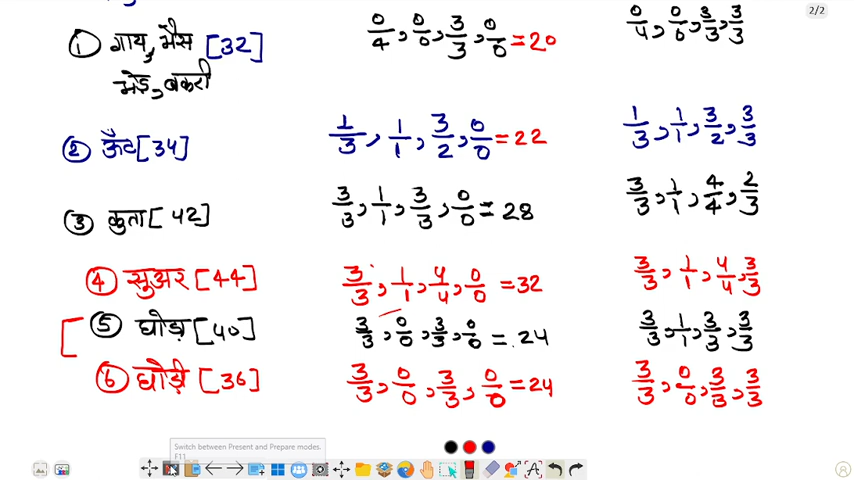 2/2
① गाय, भैंस [32] 0/4, 0/0, 3/3, 0/0 = 20 0/4, 0/0, 3/3, 3/3
भेड़, बकरी
② ऊँट [34] 1/3, 1/1, 3/2, 0/0 = 22 1/3, 1/1, 3/2, 3/3
③ कुता [42] 3/3, 1/1, 3/3, 0/0 = 28 3/3, 1/1, 4/4, 2/3
④ सुअर [44] 3/3, 1/1, 4/4, 0/0 = 32 3/3, 1/1, 4/4, 3/3
⑤ घोड़ा [40] 3/3, 0/0, 3/3, 0/0 = 24 3/3, 1/1, 3/3, 3/3
⑥ घोड़ी [36] 3/3, 0/0, 3/3, 0/0 = 24 3/3, 0/0, 3/3, 3/3
Switch between Present and Prepare modes.
F11